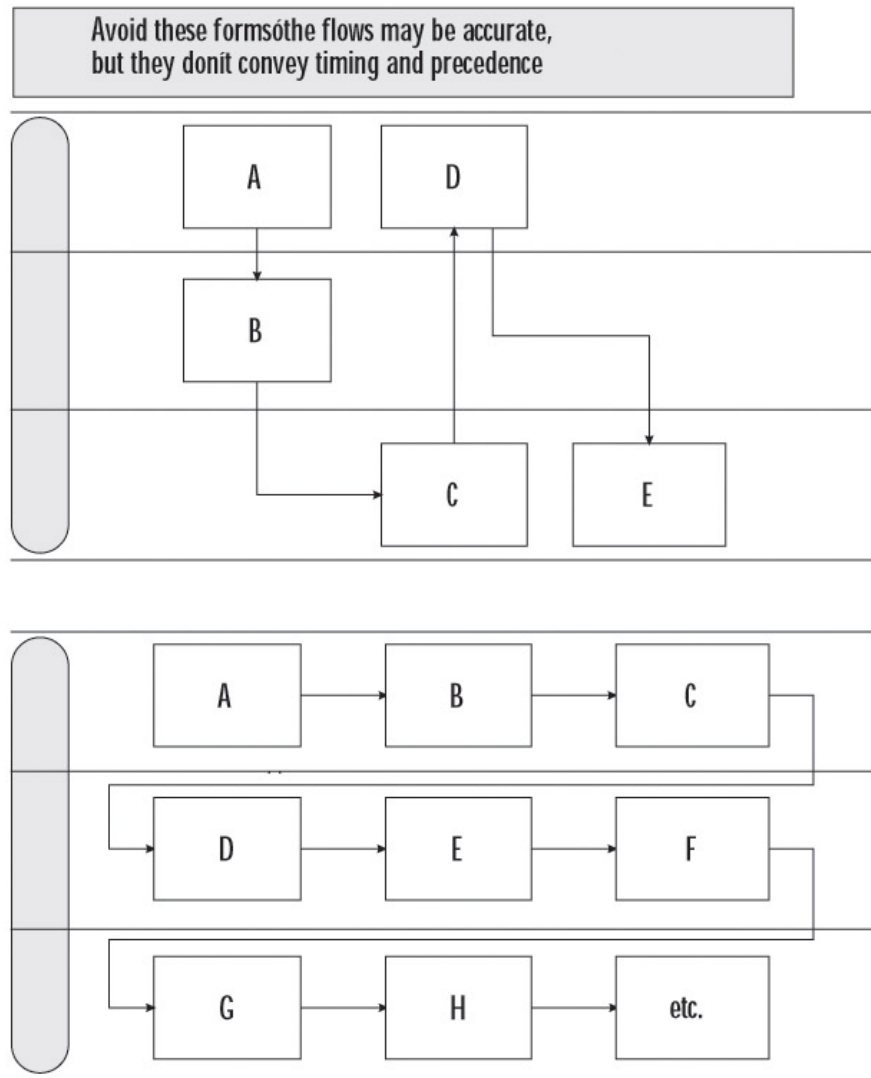 Avoid these formsóthe flows may be accurate,
but they donít convey timing and precedence
A
D
B
C
E
A
B
C
D
E
F
G
H
etc.